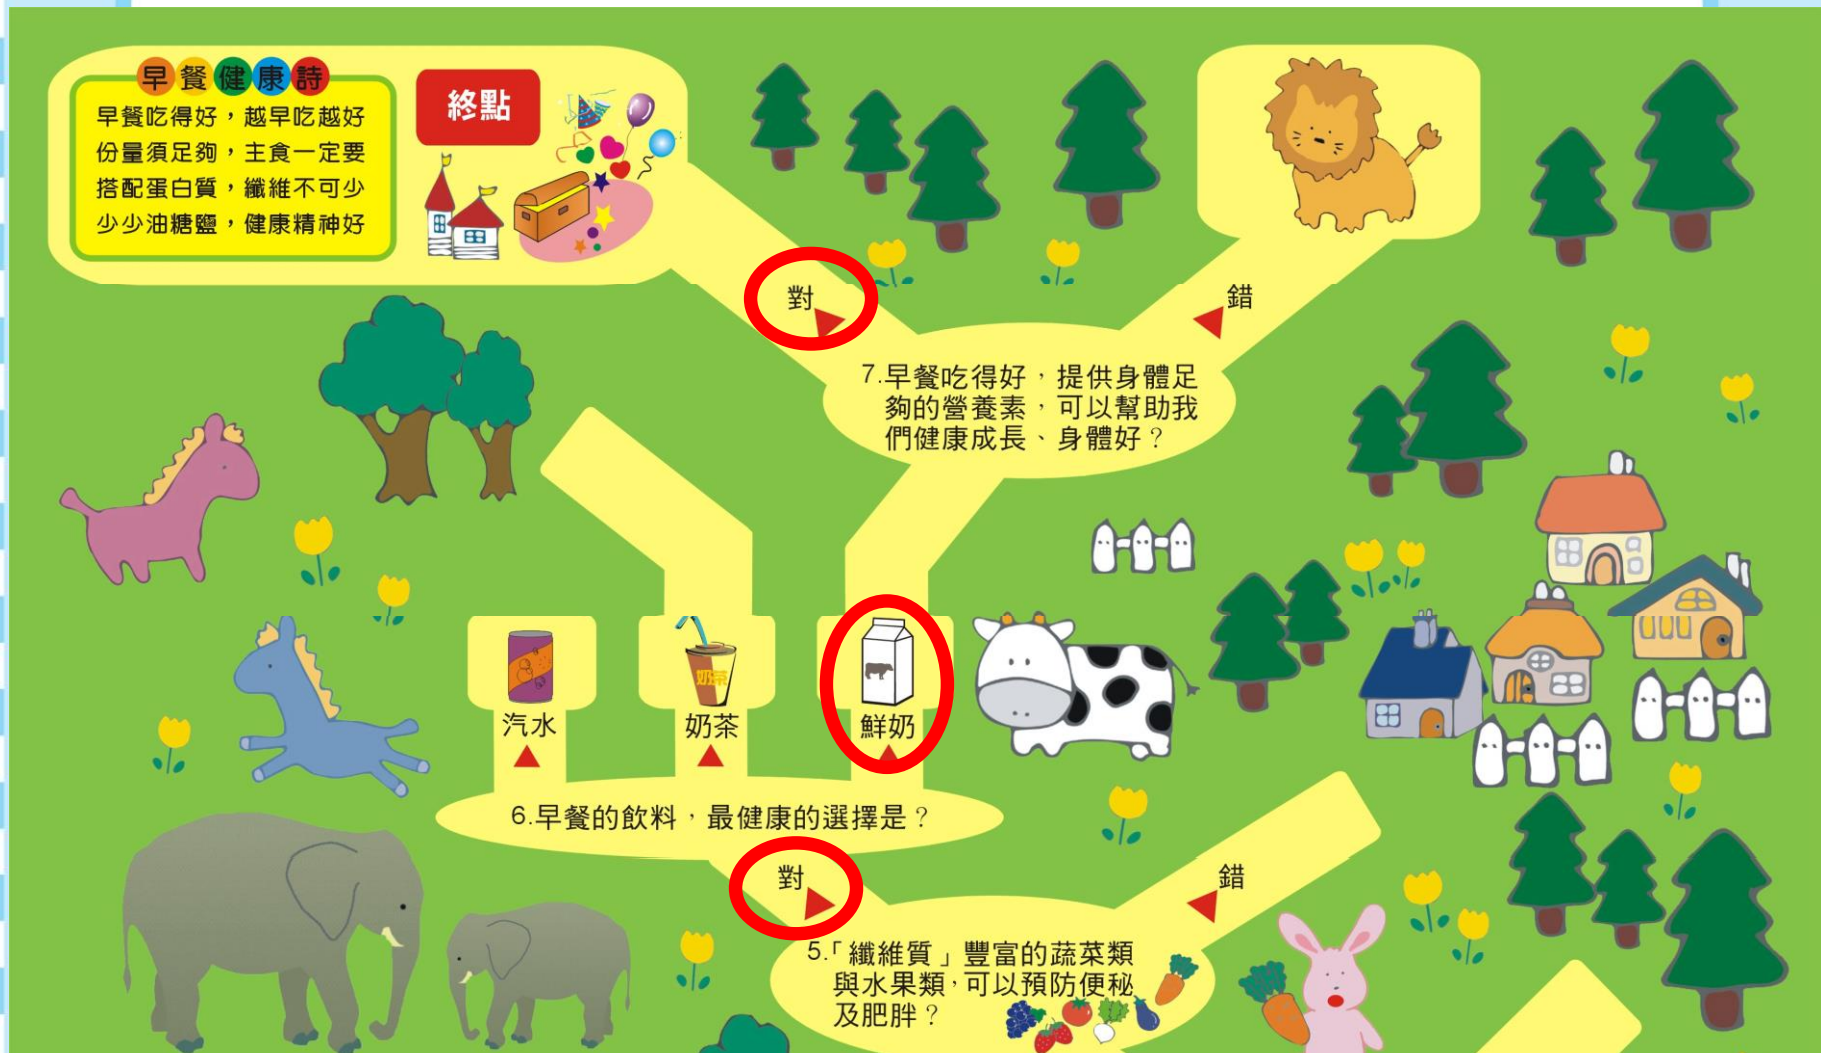 早餐健康詩
早餐吃得好，越早吃越好
份量須足夠，主食一定要
搭配蛋白質，纖維不可少
少少油糖鹽，健康精神好
終點
對
錯
7.早餐吃得好，提供身體足
夠的營養素，可以幫助我
們健康成長、身體好？
奶茶
汽水
奶茶
鮮奶
6.早餐的飲料，最健康的選擇是？
對
錯
5.「纖維質」豐富的蔬菜類
與水果類，可以預防便秘
及肥胖？